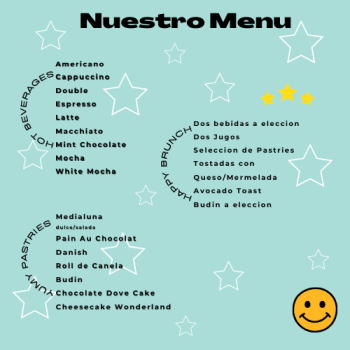 Nuestro Menu
HOT BEVERAGES
Americano
Cappuccino
Double
Espresso
Latte
Macchiato
Mint Chocolate
Mocha
White Mocha
HAPPY BRUNCH
Dos bebidas a eleccion
Dos Jugos
Seleccion de Pastries
Tostadas con
Queso/Mermelada
Avocado Toast
Budin a eleccion
YUMY PASTRIES
Medialuna
dulce/salada
Pain Au Chocolat
Danish
Roll de Canela
Budin
Chocolate Dove Cake
Cheesecake Wonderland